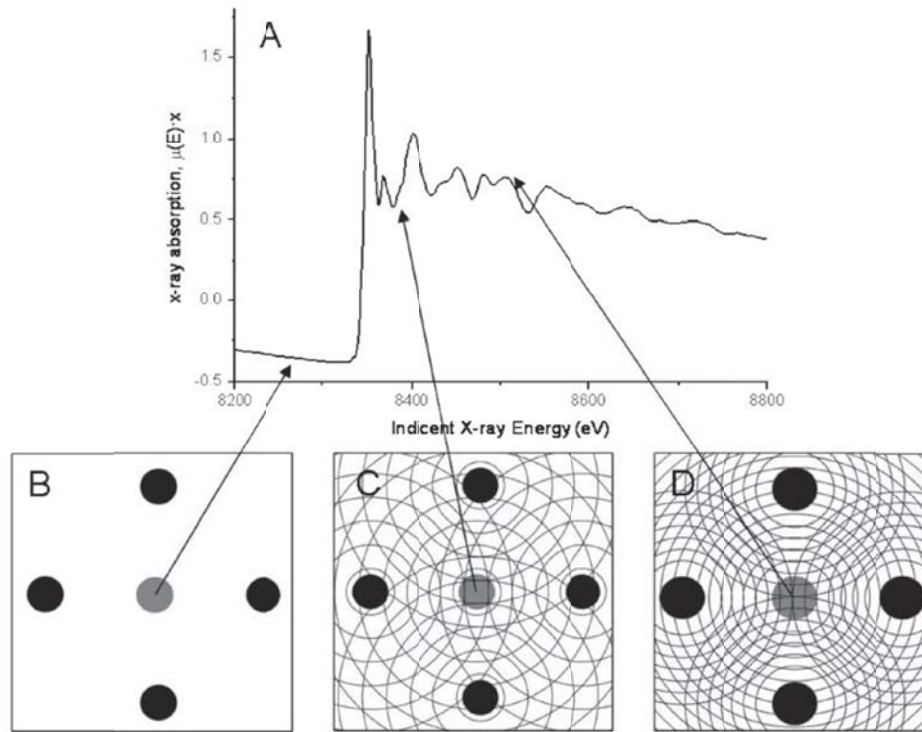 A
1.5
1.0
0.5
0.0
-0.5
x-ray absorption, μ(E)·x
8200
8400
8600
8800
Indicent X-ray Energy (eV)
B
C
D